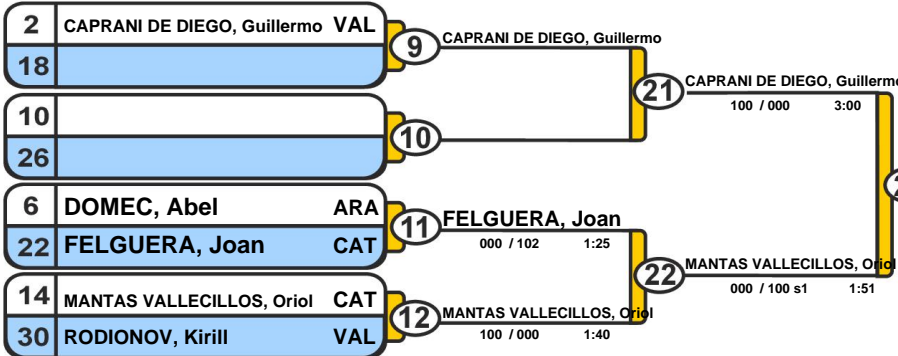 2 CAPRANI DE DIEGO, Guillermo VAL
18
9 CAPRANI DE DIEGO, Guillermo
10
26
10
21 CAPRANI DE DIEGO, Guillermo
100 / 000 3:00
6 DOMEC, Abel ARA
22 FELGUERA, Joan CAT
11 FELGUERA, Joan
000 / 102 1:25
14 MANTAS VALLECILLOS, Oriol CAT
30 RODIONOV, Kirill VAL
12 MANTAS VALLECILLOS, Oriol
100 / 000 1:40
22 MANTAS VALLECILLOS, Oriol
000 / 100 s1 1:51